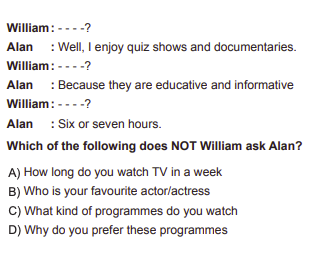 William : - - - -?
Alan : Well, I enjoy quiz shows and documentaries.
William : - - - -?
Alan : Because they are educative and informative
William : - - - -?
Alan : Six or seven hours.
Which of the following does NOT William ask Alan?
A) How long do you watch TV in a week
B) Who is your favourite actor/actress
C) What kind of programmes do you watch
D) Why do you prefer these programmes